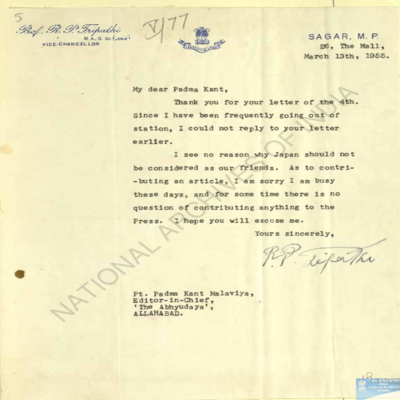 5
V/77
Prof. R. P. Tripathi
M.A., D. Sc. (Lond.)
VICE-CHANCELLOR
SAGAR, M. P.
26, The Mall,
March 13th, 1955.
My dear Padma Kant,
Thank you for your letter of the 4th.
Since I have been frequently going out of
station, I could not reply to your letter
earlier.
I see no reason why Japan should not
be considered as our friends. As to contri-
buting an article, I am sorry I am busy
these days, and for some time there is no
question of contributing anything to the
Press. I hope you will excuse me.
Yours sincerely,
R.P. Tripathi
Pt. Padma Kant Malaviya,
Editor-in-Chief,
'The Abhyudaya',
ALLAHABAD.
NATIONAL ARCHIVES OF INDIA